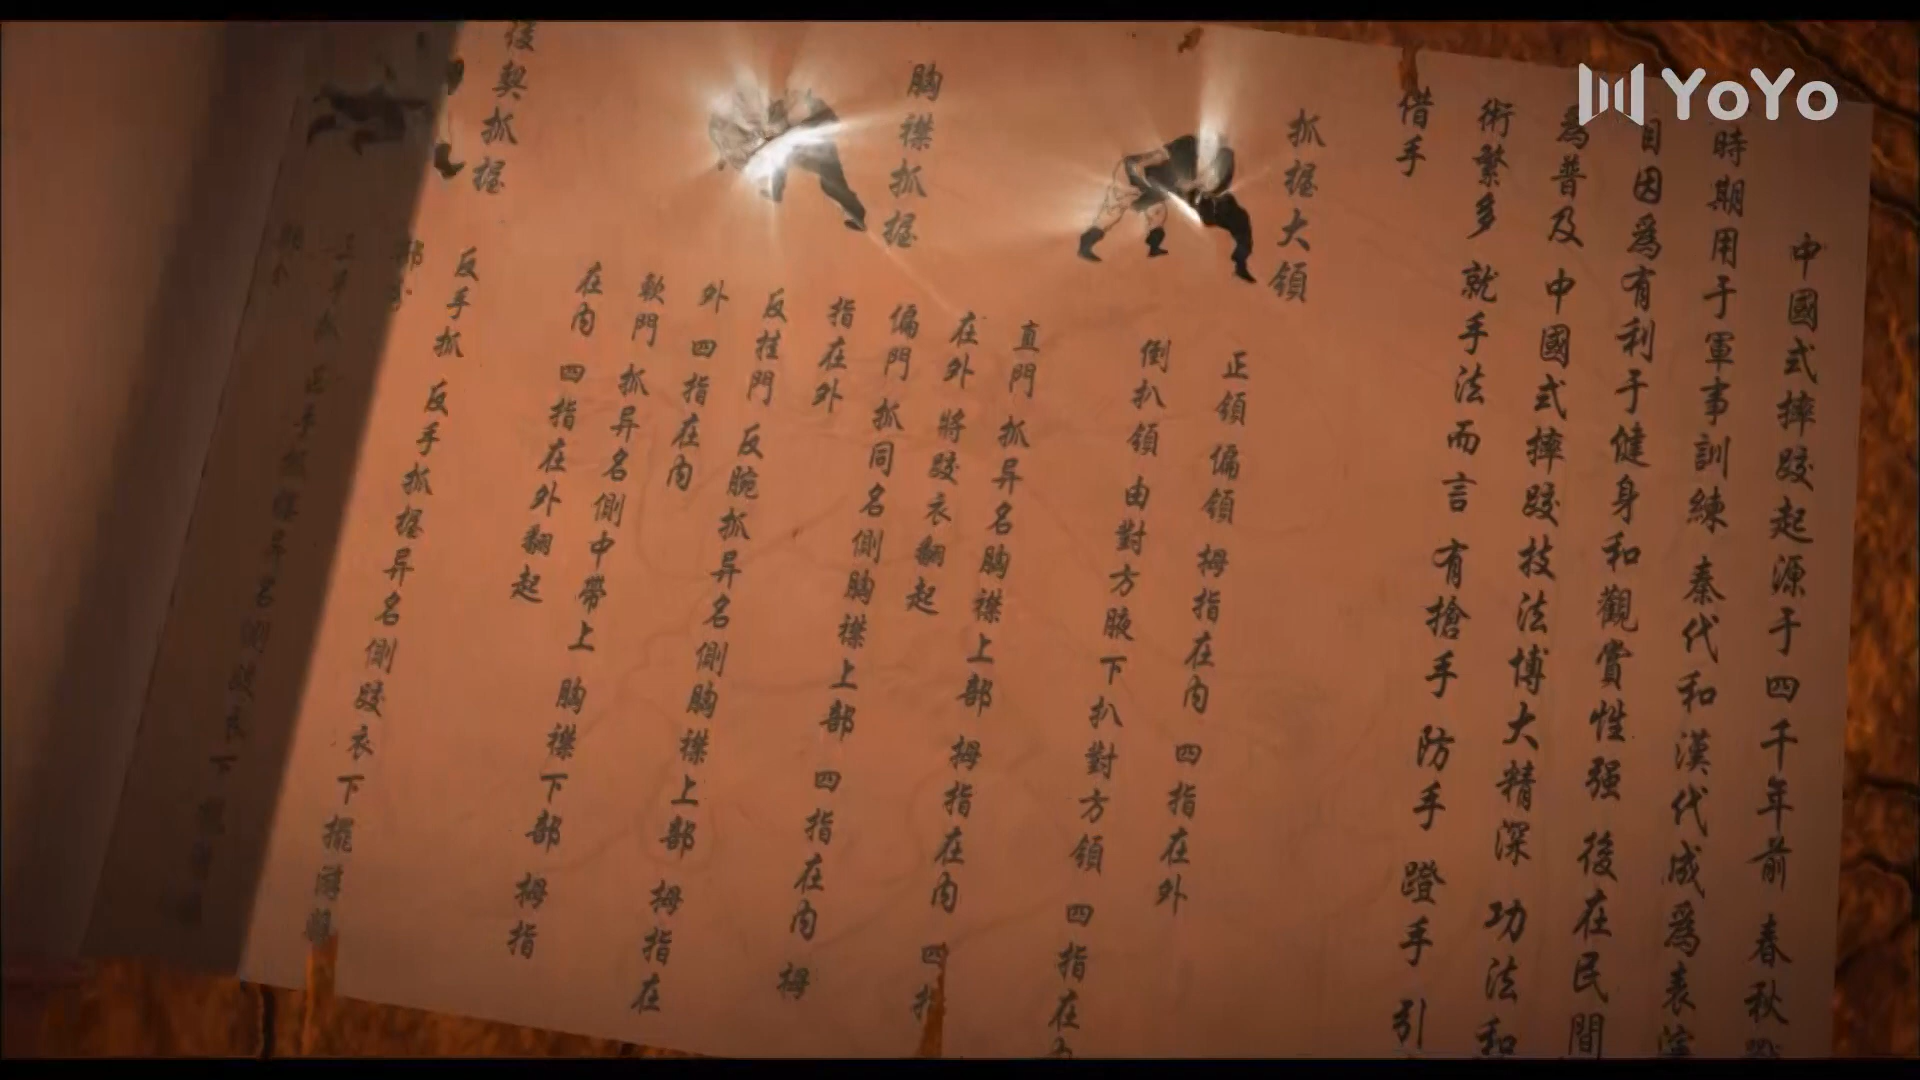 YoYo
中國式摔跤起源于四千年前 春秋
時期用于軍事訓練 秦代和漢代成爲表演
目因爲有利于健身和觀賞性强 後在民間
爲普及 中國式摔跤技法博大精深 功法和
術繁多 就手法而言 有搶手 防手 蹬手 引
借手
抓握大領
正領 偏領 拇指在内 四指在外
倒扒領 由對方腋下扒對方領 四指在内
胸襟抓握
直門 抓异名胸襟上部 拇指在内 四指
在外 將跤衣翻起
偏門 抓同名側胸襟上部 四指在内 拇
指在外
反挂門 反腕抓异名側胸襟上部 拇指在
外 四指在内
軟門 抓异名側中帶上 胸襟下部 拇指
在内 四指在外翻起
後契抓握
反手抓 反手抓握异名側跤衣下擺